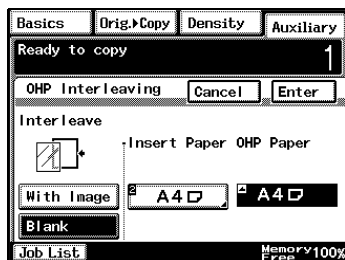 Basics Orig.▸Copy Density Auxiliary
Ready to copy 1
OHP Interleaving Cancel Enter
Interleave
Insert Paper OHP Paper
With Image 2 A4 A4
Blank
Job List Memory Free 100%